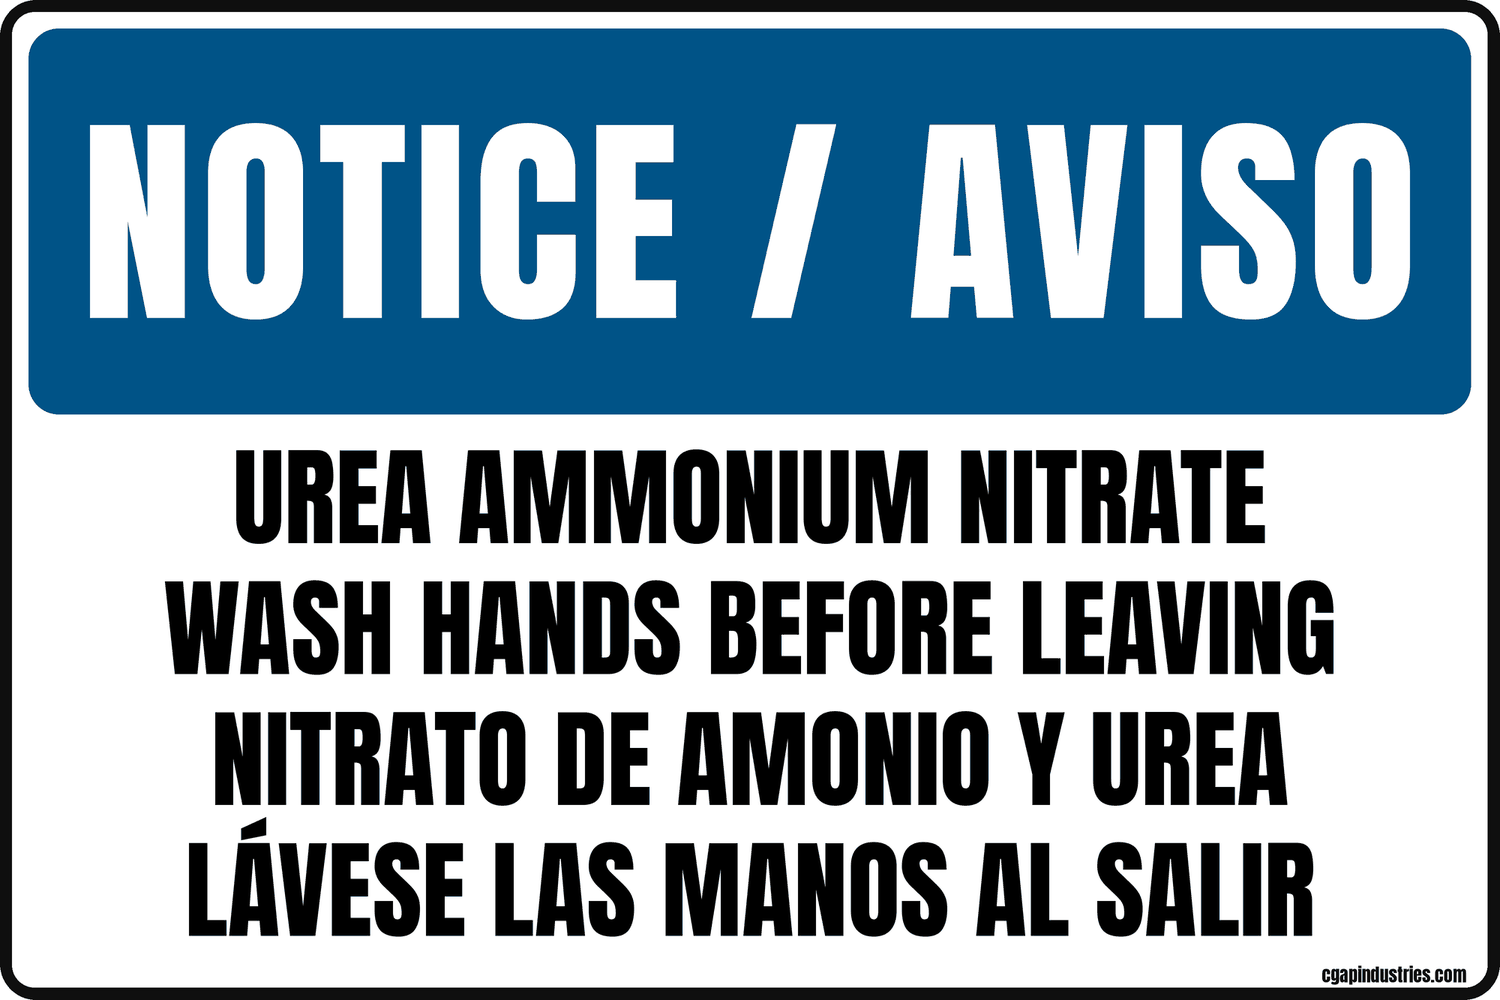 NOTICE / AVISO
UREA AMMONIUM NITRATE
WASH HANDS BEFORE LEAVING
NITRATO DE AMONIO Y UREA
LÁVESE LAS MANOS AL SALIR
cgapindustries.com